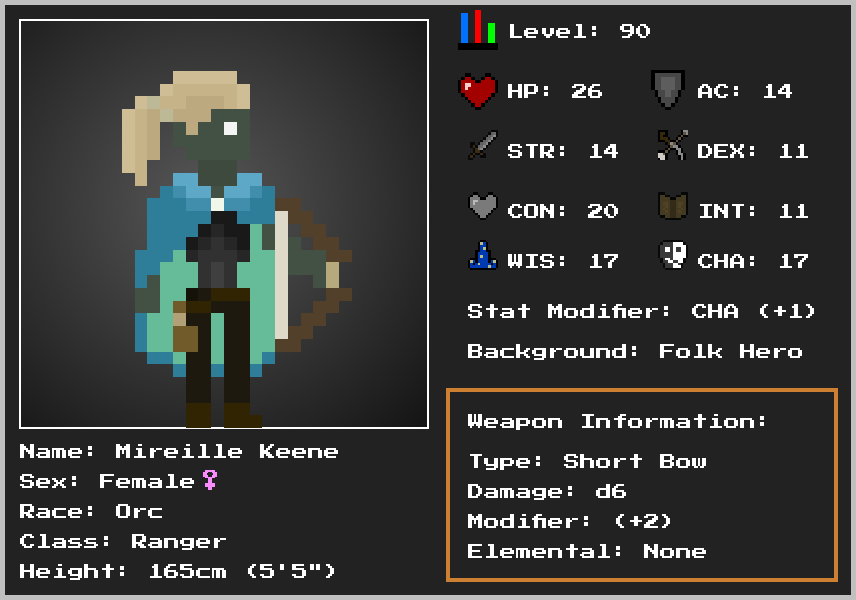 Level: 90
HP: 26
AC: 14
STR: 14
DEX: 11
CON: 20
INT: 11
WIS: 17
CHA: 17
Stat Modifier: CHA (+1)
Background: Folk Hero
Weapon Information:
Type: Short Bow
Damage: d6
Modifier: (+2)
Elemental: None
Name: Mireille Keene
Sex: Female♀
Race: Orc
Class: Ranger
Height: 165cm (5'5")